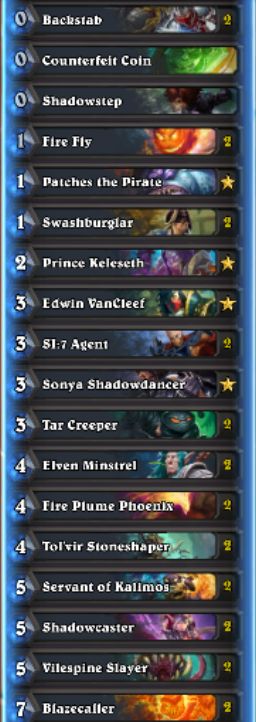 0 Backstab 2
0 Counterfeit Coin
0 Shadowstep
1 Fire Fly 2
1 Patches the Pirate
1 Swashburglar 2
2 Prince Keleseth
3 Edwin VanCleef
3 SI:7 Agent 2
3 Sonya Shadowdancer
3 Tar Creeper 2
4 Elven Minstrel 2
4 Fire Plume Phoenix 2
4 Tol'vir Stoneshaper 2
5 Servant of Kalimos 2
5 Shadowcaster 2
5 Vilespine Slayer 2
7 Blazecaller 2